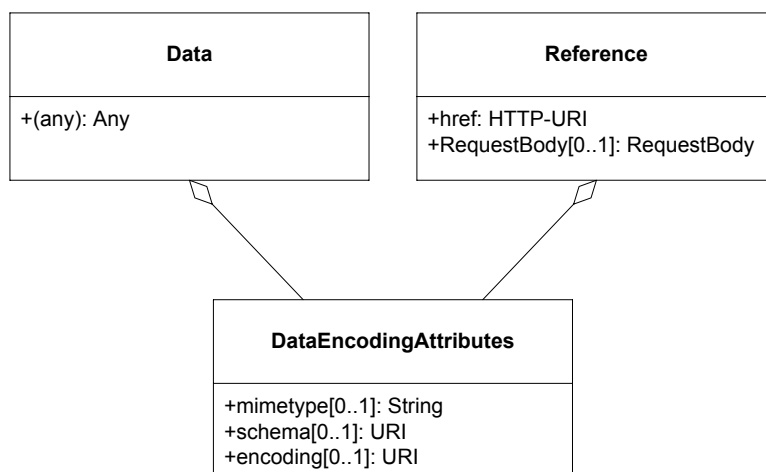 Data
+(any): Any
Reference
+href: HTTP-URI
+RequestBody[0..1]: RequestBody
DataEncodingAttributes
+mimetype[0..1]: String
+schema[0..1]: URI
+encoding[0..1]: URI